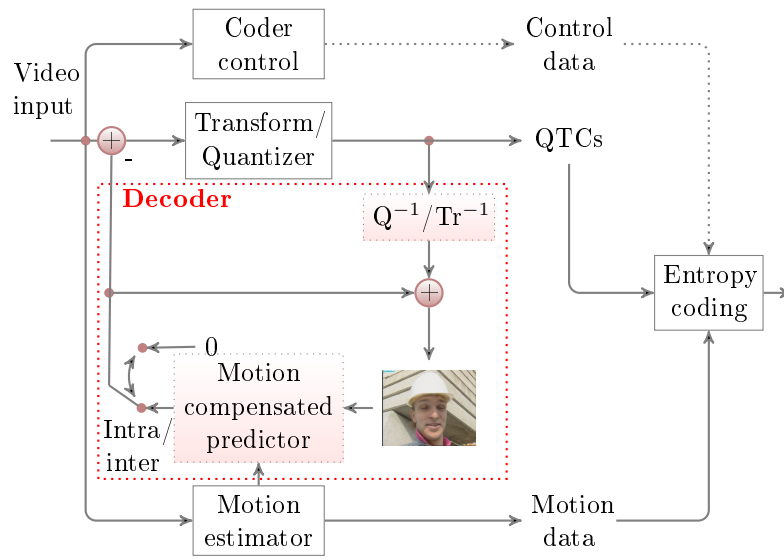 Coder
control
Control
data
Video
input
+
-
Transform/
Quantizer
QTCs
Decoder
Q⁻¹/Tr⁻¹
+
Entropy
coding
0
Motion
compensated
predictor
Intra/
inter
Motion
estimator
Motion
data